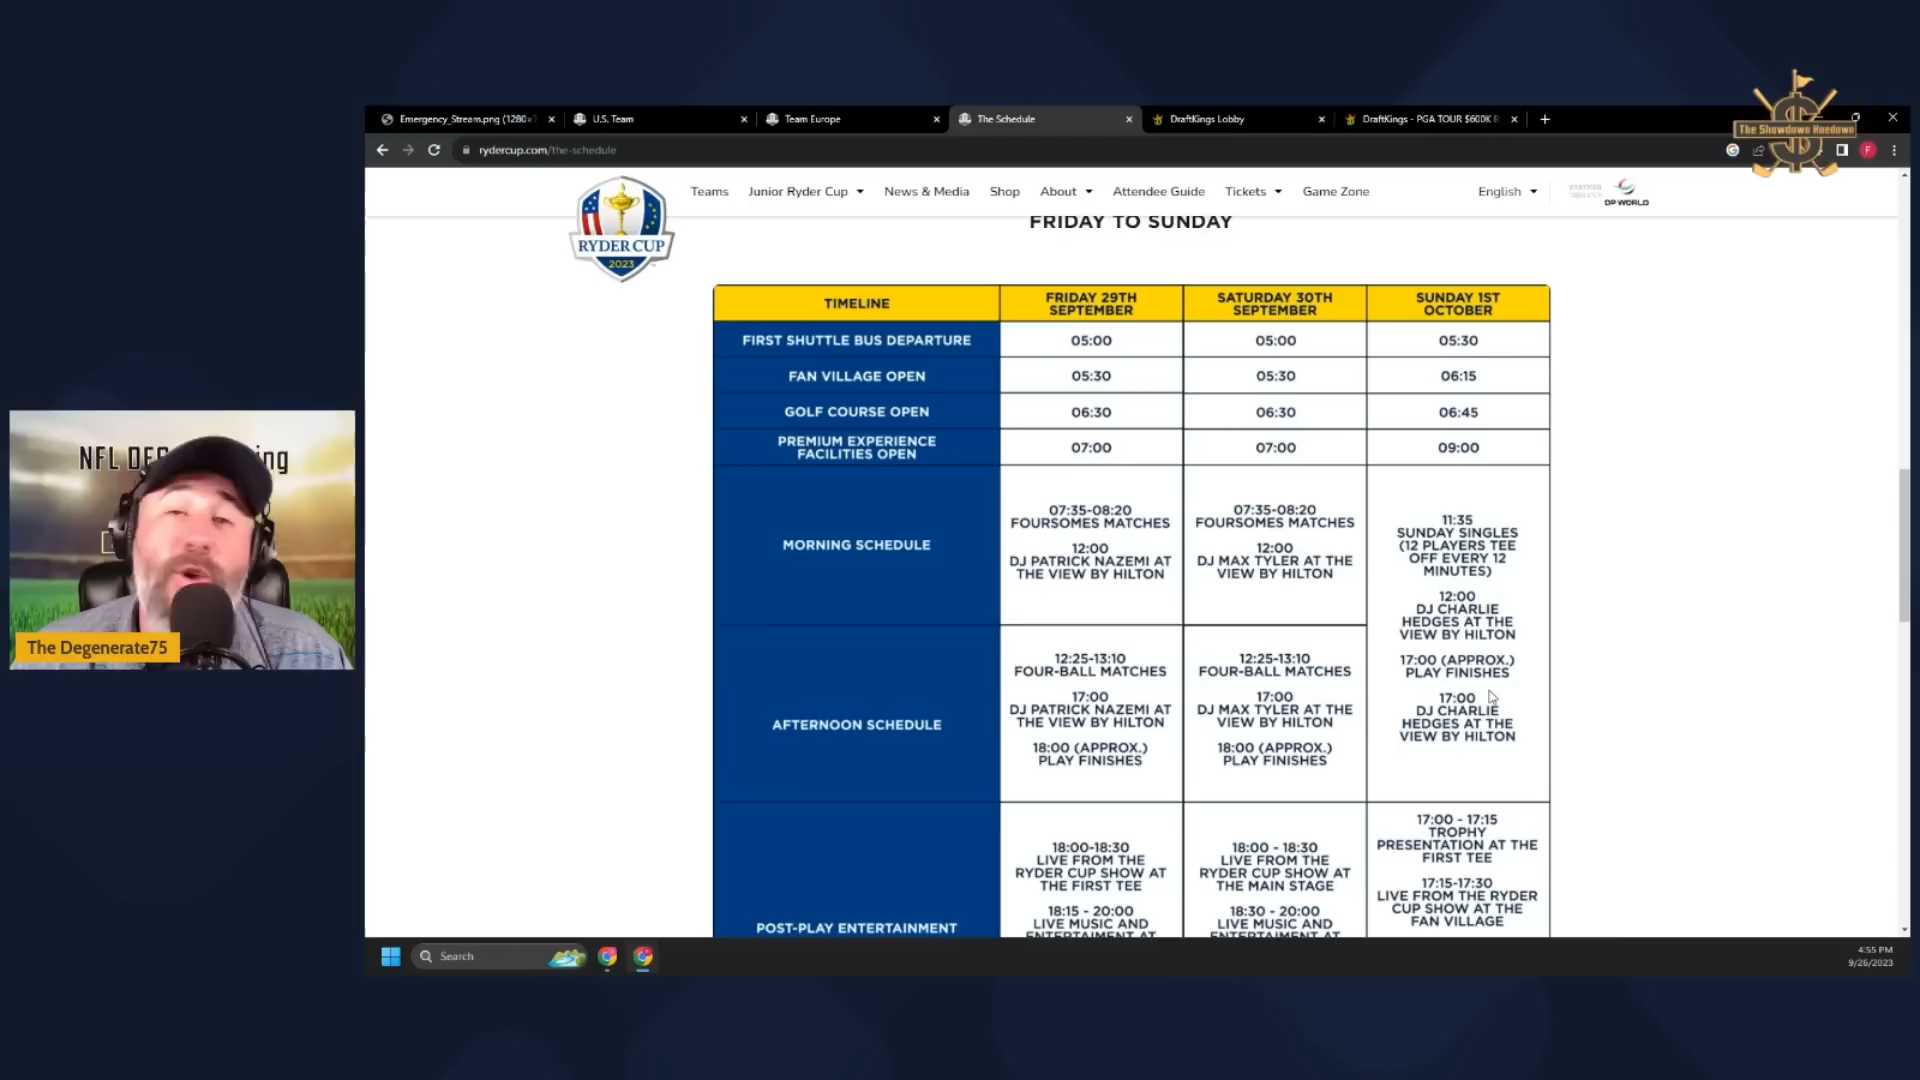 Emergency_Stream.png (1280×
U.S. Team
Team Europe
The Schedule
DraftKings Lobby
DraftKings - PGA TOUR $600K
The Showdown Hoedown
rydercup.com/the-schedule
F
RYDER CUP
2023
Teams
Junior Ryder Cup
News & Media
Shop
About
Attendee Guide
Tickets
Game Zone
English
DP WORLD
FRIDAY TO SUNDAY
TIMELINE
FRIDAY 29TH
SEPTEMBER
SATURDAY 30TH
SEPTEMBER
SUNDAY 1ST
OCTOBER
FIRST SHUTTLE BUS DEPARTURE
05:00
05:00
05:30
FAN VILLAGE OPEN
05:30
05:30
06:15
GOLF COURSE OPEN
06:30
06:30
06:45
PREMIUM EXPERIENCE
FACILITIES OPEN
07:00
07:00
09:00
MORNING SCHEDULE
07:35-08:20
FOURSOMES MATCHES
12:00
DJ PATRICK NAZEMI AT
THE VIEW BY HILTON
07:35-08:20
FOURSOMES MATCHES
12:00
DJ MAX TYLER AT THE
VIEW BY HILTON
11:35
SUNDAY SINGLES
(12 PLAYERS TEE
OFF EVERY 12
MINUTES)
12:00
DJ CHARLIE
HEDGES AT THE
VIEW BY HILTON
17:00 (APPROX.)
PLAY FINISHES
17:00
DJ CHARLIE
HEDGES AT THE
VIEW BY HILTON
AFTERNOON SCHEDULE
12:25-13:10
FOUR-BALL MATCHES
17:00
DJ PATRICK NAZEMI AT
THE VIEW BY HILTON
18:00 (APPROX.)
PLAY FINISHES
12:25-13:10
FOUR-BALL MATCHES
17:00
DJ MAX TYLER AT THE
VIEW BY HILTON
18:00 (APPROX.)
PLAY FINISHES
POST-PLAY ENTERTAINMENT
18:00-18:30
LIVE FROM THE
RYDER CUP SHOW AT
THE FIRST TEE
18:15 - 20:00
LIVE MUSIC AND
ENTERTAIMENT AT
18:00 - 18:30
LIVE FROM THE
RYDER CUP SHOW AT
THE MAIN STAGE
18:30 - 20:00
LIVE MUSIC AND
ENTERTAIMENT AT
17:00 - 17:15
TROPHY
PRESENTATION AT THE
FIRST TEE
17:15-17:30
LIVE FROM THE RYDER
CUP SHOW AT THE
FAN VILLAGE
NFL
The Degenerate75
Search
4:55 PM
9/26/2023